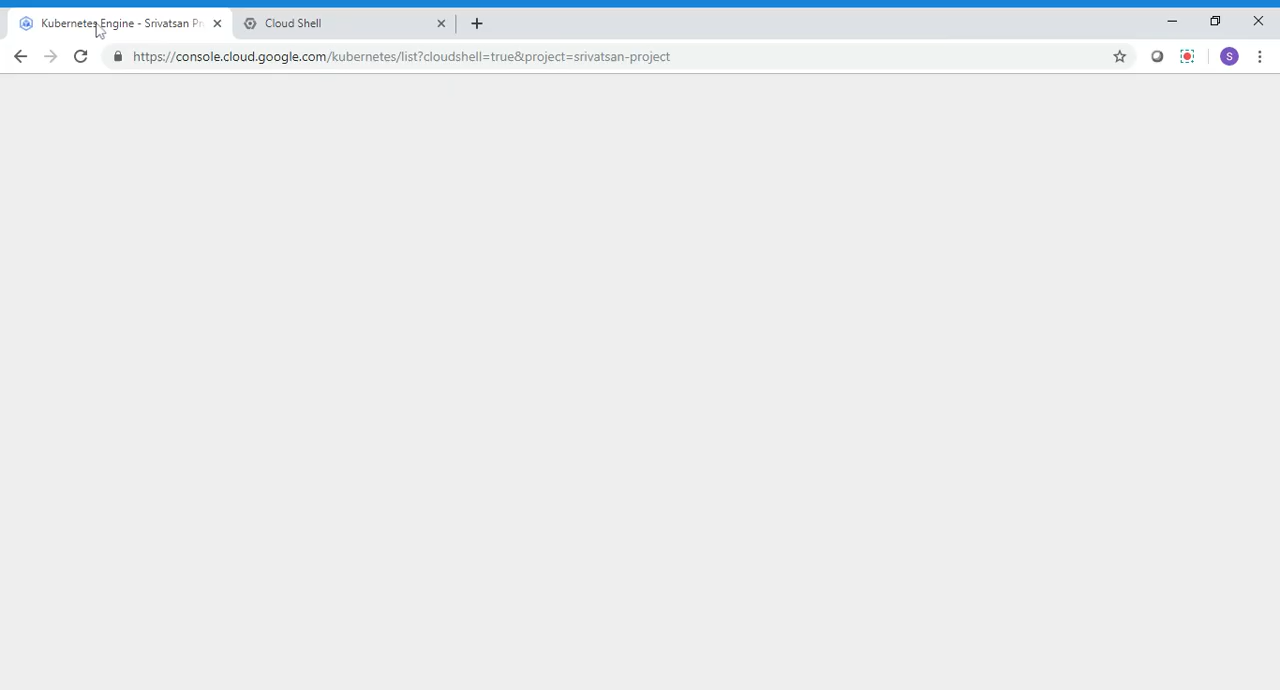 Kubernetes Engine - Srivatsan Pr
Cloud Shell
https://console.cloud.google.com/kubernetes/list?cloudshell=true&project=srivatsan-project
S